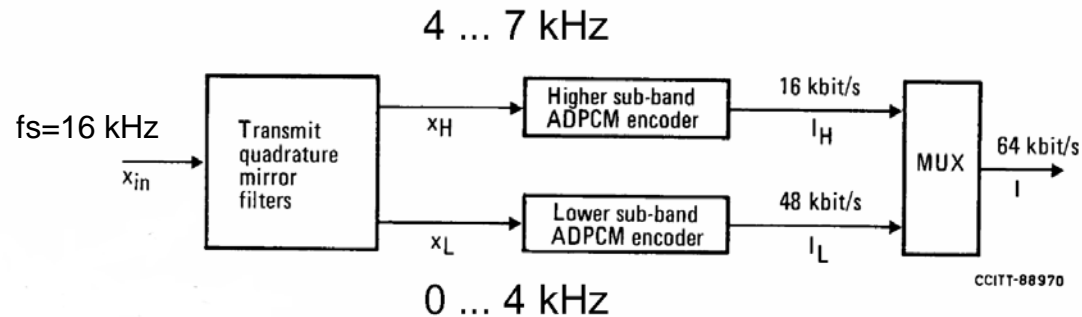 4 ... 7 kHz
fs=16 kHz
xin
Transmit
quadrature
mirror
filters
xH
Higher sub-band
ADPCM encoder
16 kbit/s
IH
xL
Lower sub-band
ADPCM encoder
48 kbit/s
IL
MUX
64 kbit/s
I
CCITT-88970
0 ... 4 kHz